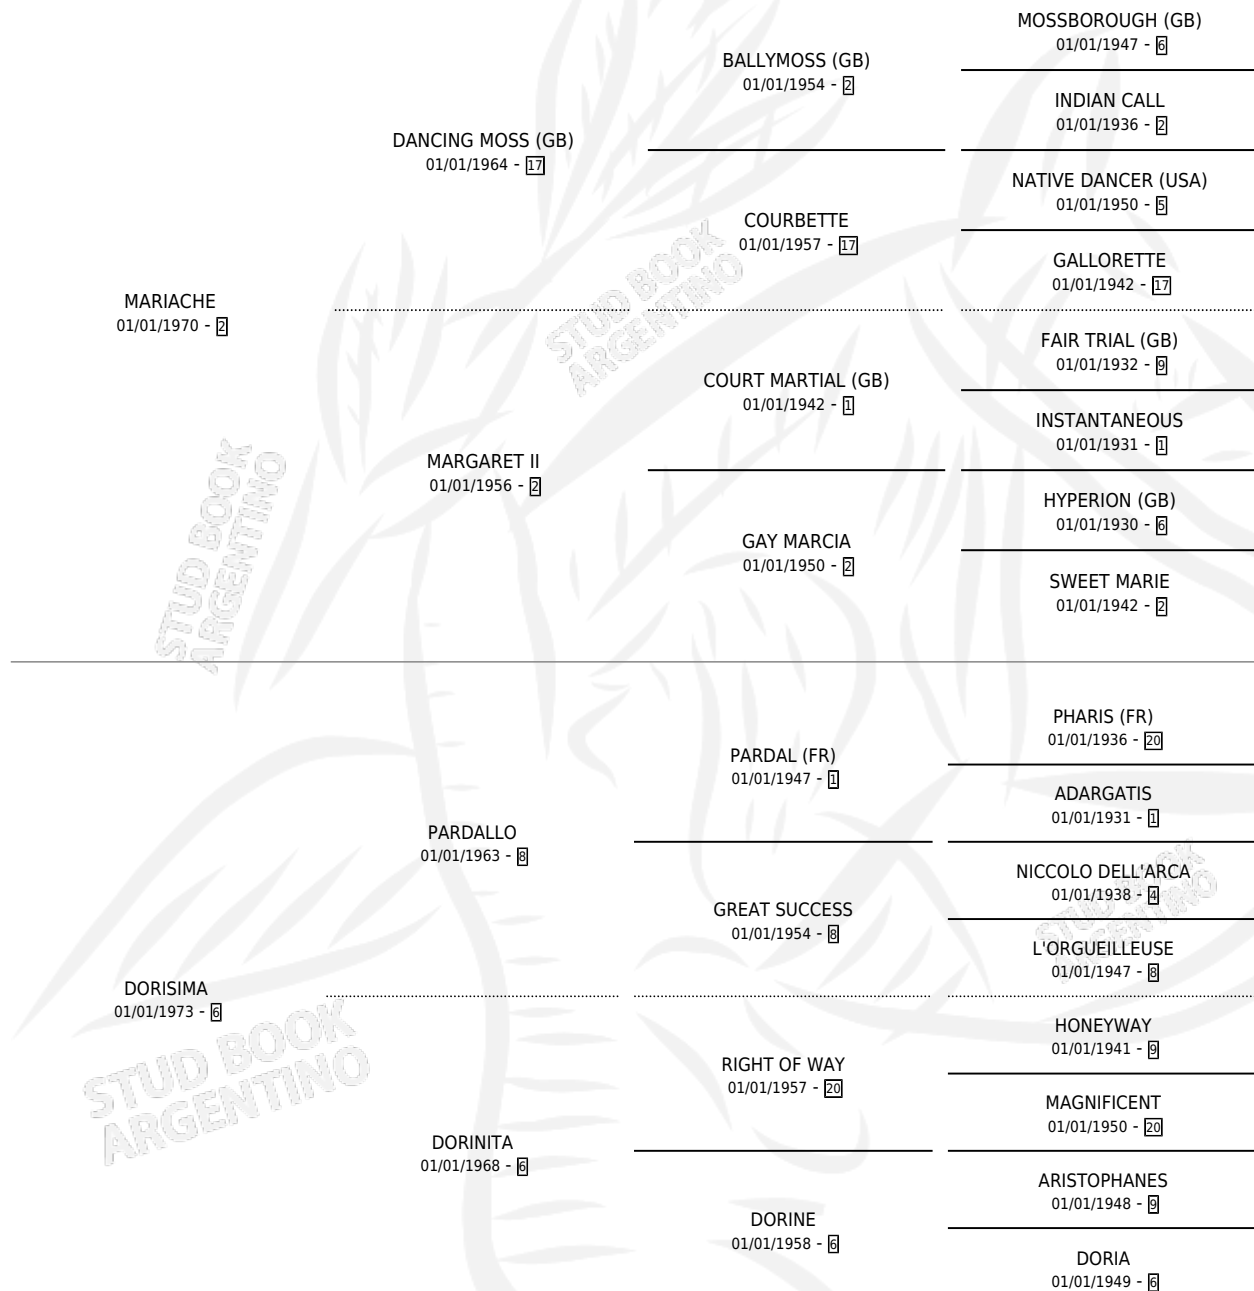 MOSSBOROUGH (GB)
01/01/1947 - 6
BALLYMOSS (GB)
01/01/1954 - 2
INDIAN CALL
01/01/1936 - 2
DANCING MOSS (GB)
01/01/1964 - 17
NATIVE DANCER (USA)
01/01/1950 - 5
COURBETTE
01/01/1957 - 17
GALLORETTE
01/01/1942 - 17
MARIACHE
01/01/1970 - 2
STUD BOOK
ARGENTINO
FAIR TRIAL (GB)
01/01/1932 - 9
COURT MARTIAL (GB)
01/01/1942 - 1
INSTANTANEOUS
01/01/1931 - 1
MARGARET II
01/01/1956 - 2
HYPERION (GB)
01/01/1930 - 6
GAY MARCIA
01/01/1950 - 2
SWEET MARIE
01/01/1942 - 2
STUD BOOK
ARGENTINO
PHARIS (FR)
01/01/1936 - 20
PARDAL (FR)
01/01/1947 - 1
ADARGATIS
01/01/1931 - 1
PARDALLO
01/01/1963 - 8
NICCOLO DELL'ARCA
01/01/1938 - 4
GREAT SUCCESS
01/01/1954 - 8
L'ORGUEILLEUSE
01/01/1947 - 8
STUD BOOK
ARGENTINO
DORISIMA
01/01/1973 - 6
HONEYWAY
01/01/1941 - 9
RIGHT OF WAY
01/01/1957 - 20
MAGNIFICENT
01/01/1950 - 20
STUD BOOK
ARGENTINO
DORINITA
01/01/1968 - 6
ARISTOPHANES
01/01/1948 - 9
DORINE
01/01/1958 - 6
DORIA
01/01/1949 - 6